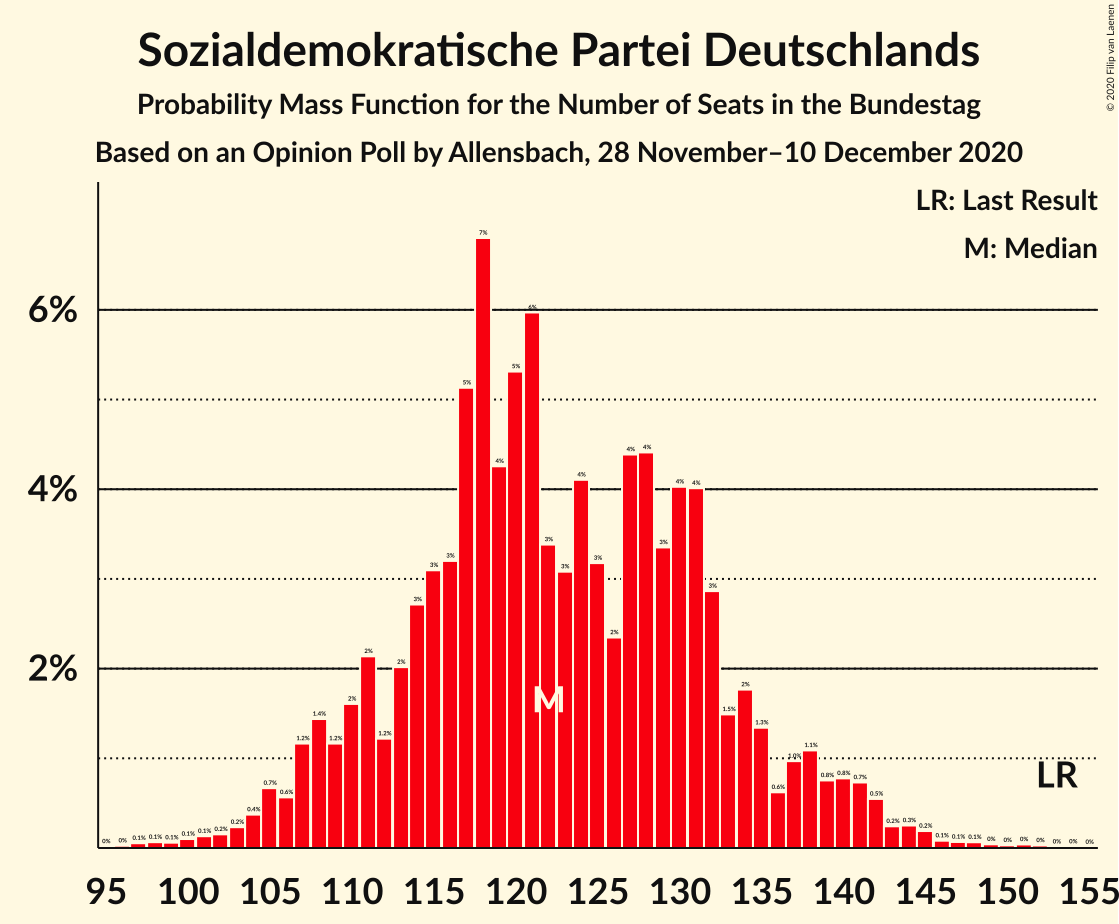 Sozialdemokratische Partei Deutschlands
Probability Mass Function for the Number of Seats in the Bundestag
Based on an Opinion Poll by Allensbach, 28 November–10 December 2020
© 2020 Filip van Laenen
LR: Last Result
M: Median
6%
4%
2%
0% 0% 0.1% 0.1% 0.1% 0.1% 0.1% 0.2% 0.2% 0.4% 0.7% 0.6% 1.2% 1.4% 1.2% 2% 2% 1.2% 2% 3% 3% 3% 5% 7% 4% 5% 6% 3% 3% 4% 3% 2% 4% 4% 3% 4% 4% 3% 1.5% 2% 1.3% 0.6% 1.0% 1.1% 0.8% 0.8% 0.7% 0.5% 0.2% 0.3% 0.2% 0.1% 0.1% 0.1% 0% 0% 0% 0% 0% 0% 0%
M
LR
95 100 105 110 115 120 125 130 135 140 145 150 155